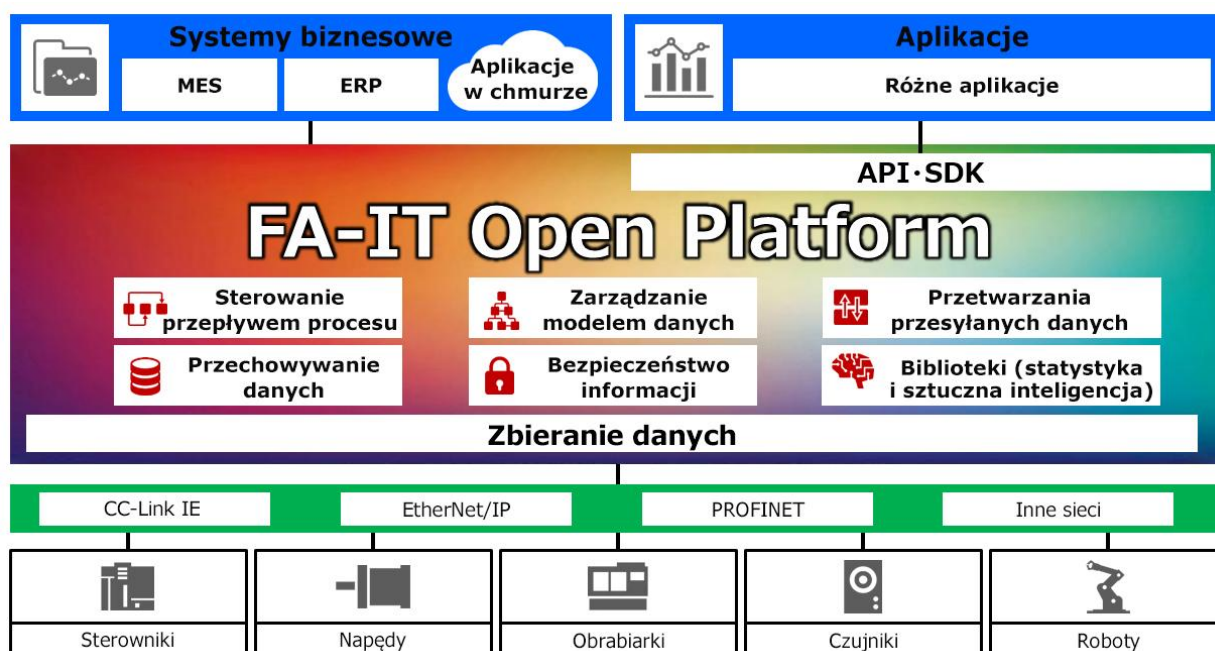 Systemy biznesowe
MES
ERP
Aplikacje
w chmurze
Aplikacje
Różne aplikacje
API·SDK
FA-IT Open Platform
Sterowanie
przepływem procesu
Zarządzanie
modelem danych
Przetwarzania
przesyłanych danych
Przechowywanie
danych
Bezpieczeństwo
informacji
Biblioteki (statystyka
i sztuczna inteligencja)
Zbieranie danych
CC-Link IE
EtherNet/IP
PROFINET
Inne sieci
Sterowniki
Napędy
Obrabiarki
Czujniki
Roboty